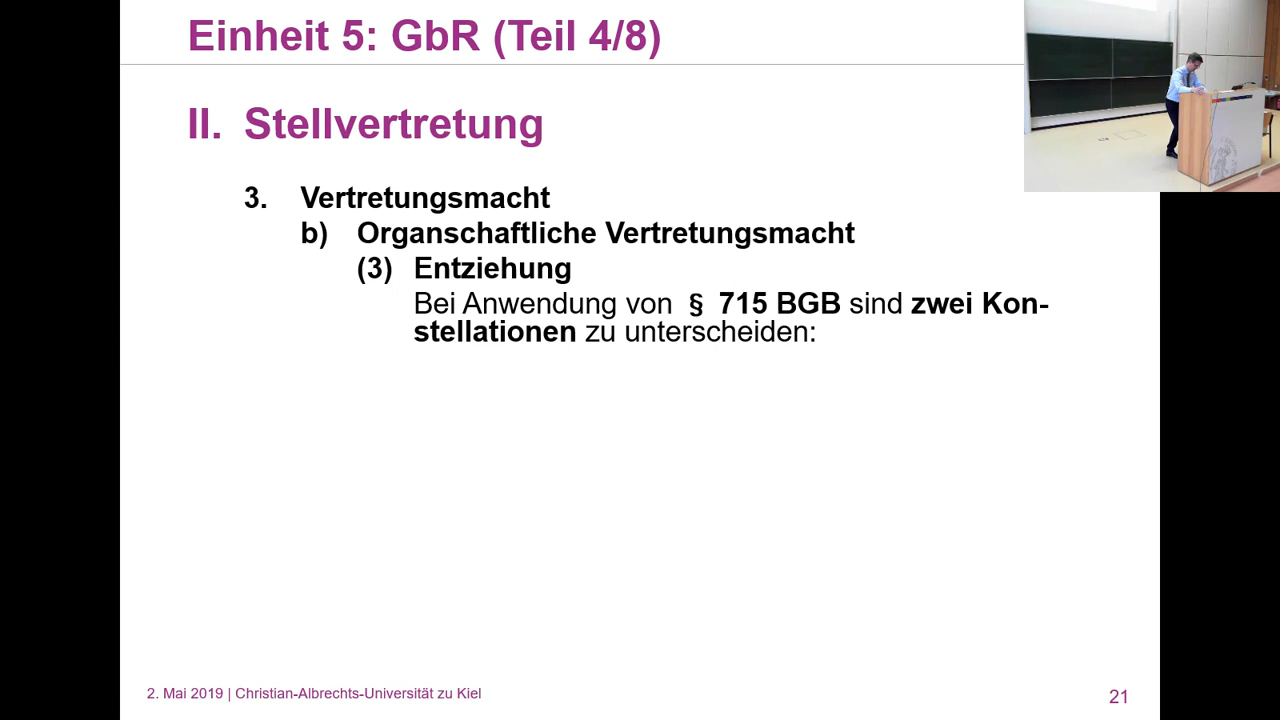 Einheit 5: GbR (Teil 4/8)
II. Stellvertretung
3. Vertretungsmacht
b) Organschaftliche Vertretungsmacht
(3) Entziehung
Bei Anwendung von § 715 BGB sind zwei Kon-
stellationen zu unterscheiden:
2. Mai 2019 | Christian-Albrechts-Universität zu Kiel
21